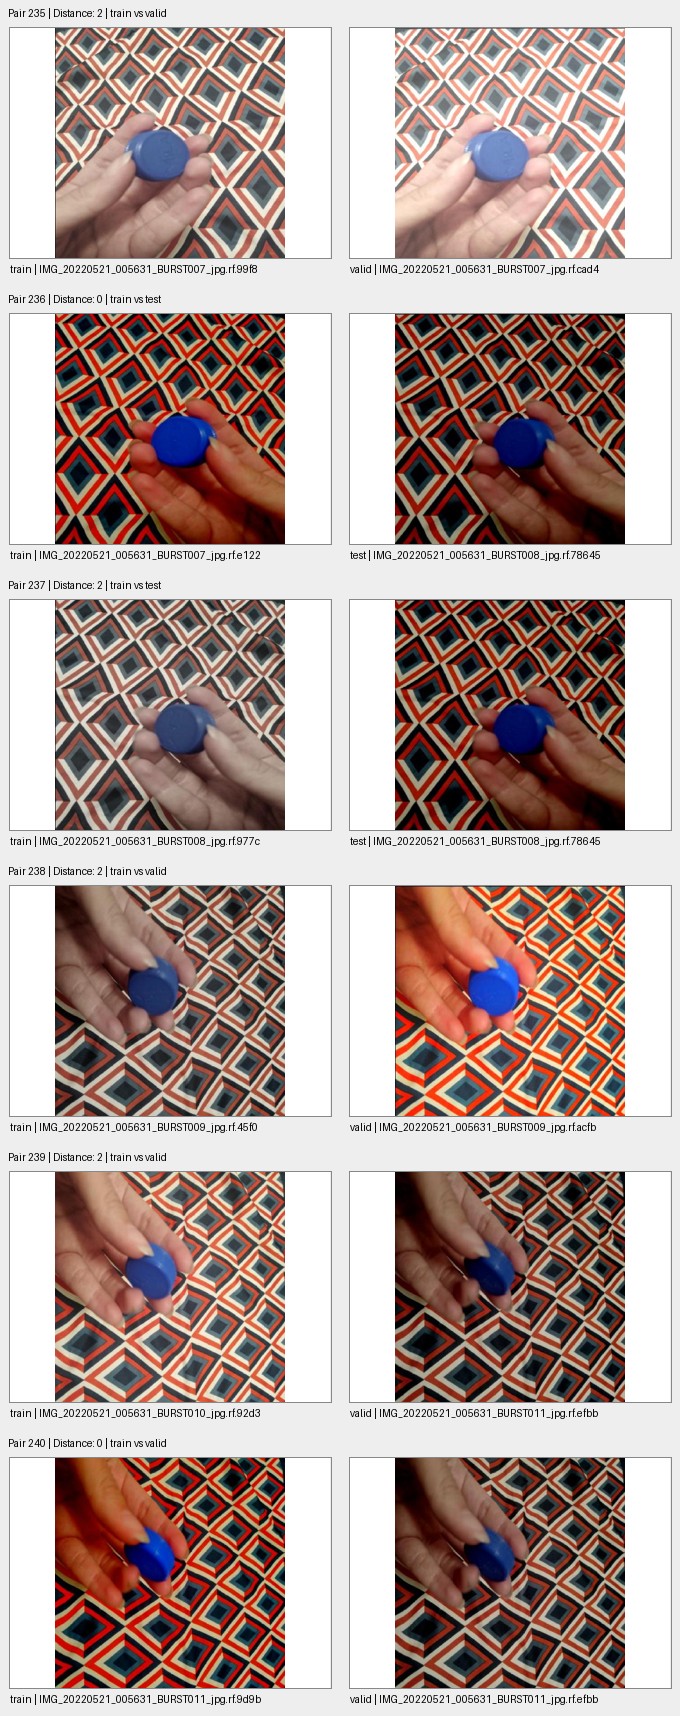 Pair 235 | Distance: 2 | train vs valid
train | IMG_20220521_005631_BURST007_jpg.rf.99f8
valid | IMG_20220521_005631_BURST007_jpg.rf.cad4
Pair 236 | Distance: 0 | train vs test
train | IMG_20220521_005631_BURST007_jpg.rf.e122
test | IMG_20220521_005631_BURST008_jpg.rf.78645
Pair 237 | Distance: 2 | train vs test
train | IMG_20220521_005631_BURST008_jpg.rf.977c
test | IMG_20220521_005631_BURST008_jpg.rf.78645
Pair 238 | Distance: 2 | train vs valid
train | IMG_20220521_005631_BURST009_jpg.rf.45f0
valid | IMG_20220521_005631_BURST009_jpg.rf.acfb
Pair 239 | Distance: 2 | train vs valid
train | IMG_20220521_005631_BURST010_jpg.rf.92d3
valid | IMG_20220521_005631_BURST011_jpg.rf.efbb
Pair 240 | Distance: 0 | train vs valid
train | IMG_20220521_005631_BURST011_jpg.rf.9d9b
valid | IMG_20220521_005631_BURST011_jpg.rf.efbb